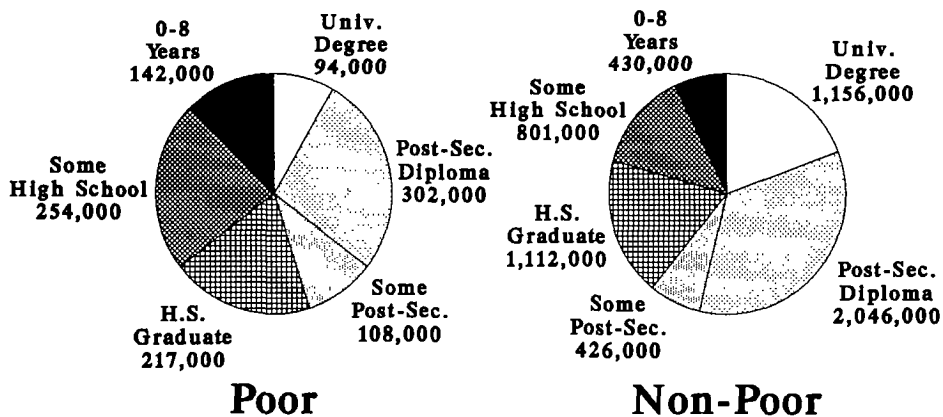 0-8
Years
142,000
Univ.
Degree
94,000
Post-Sec.
Diploma
302,000
Some
Post-Sec.
108,000
H.S.
Graduate
217,000
Some
High School
254,000
Poor
0-8
Years
430,000
Univ.
Degree
1,156,000
Post-Sec.
Diploma
2,046,000
Some
Post-Sec.
426,000
H.S.
Graduate
1,112,000
Some
High School
801,000
Non-Poor